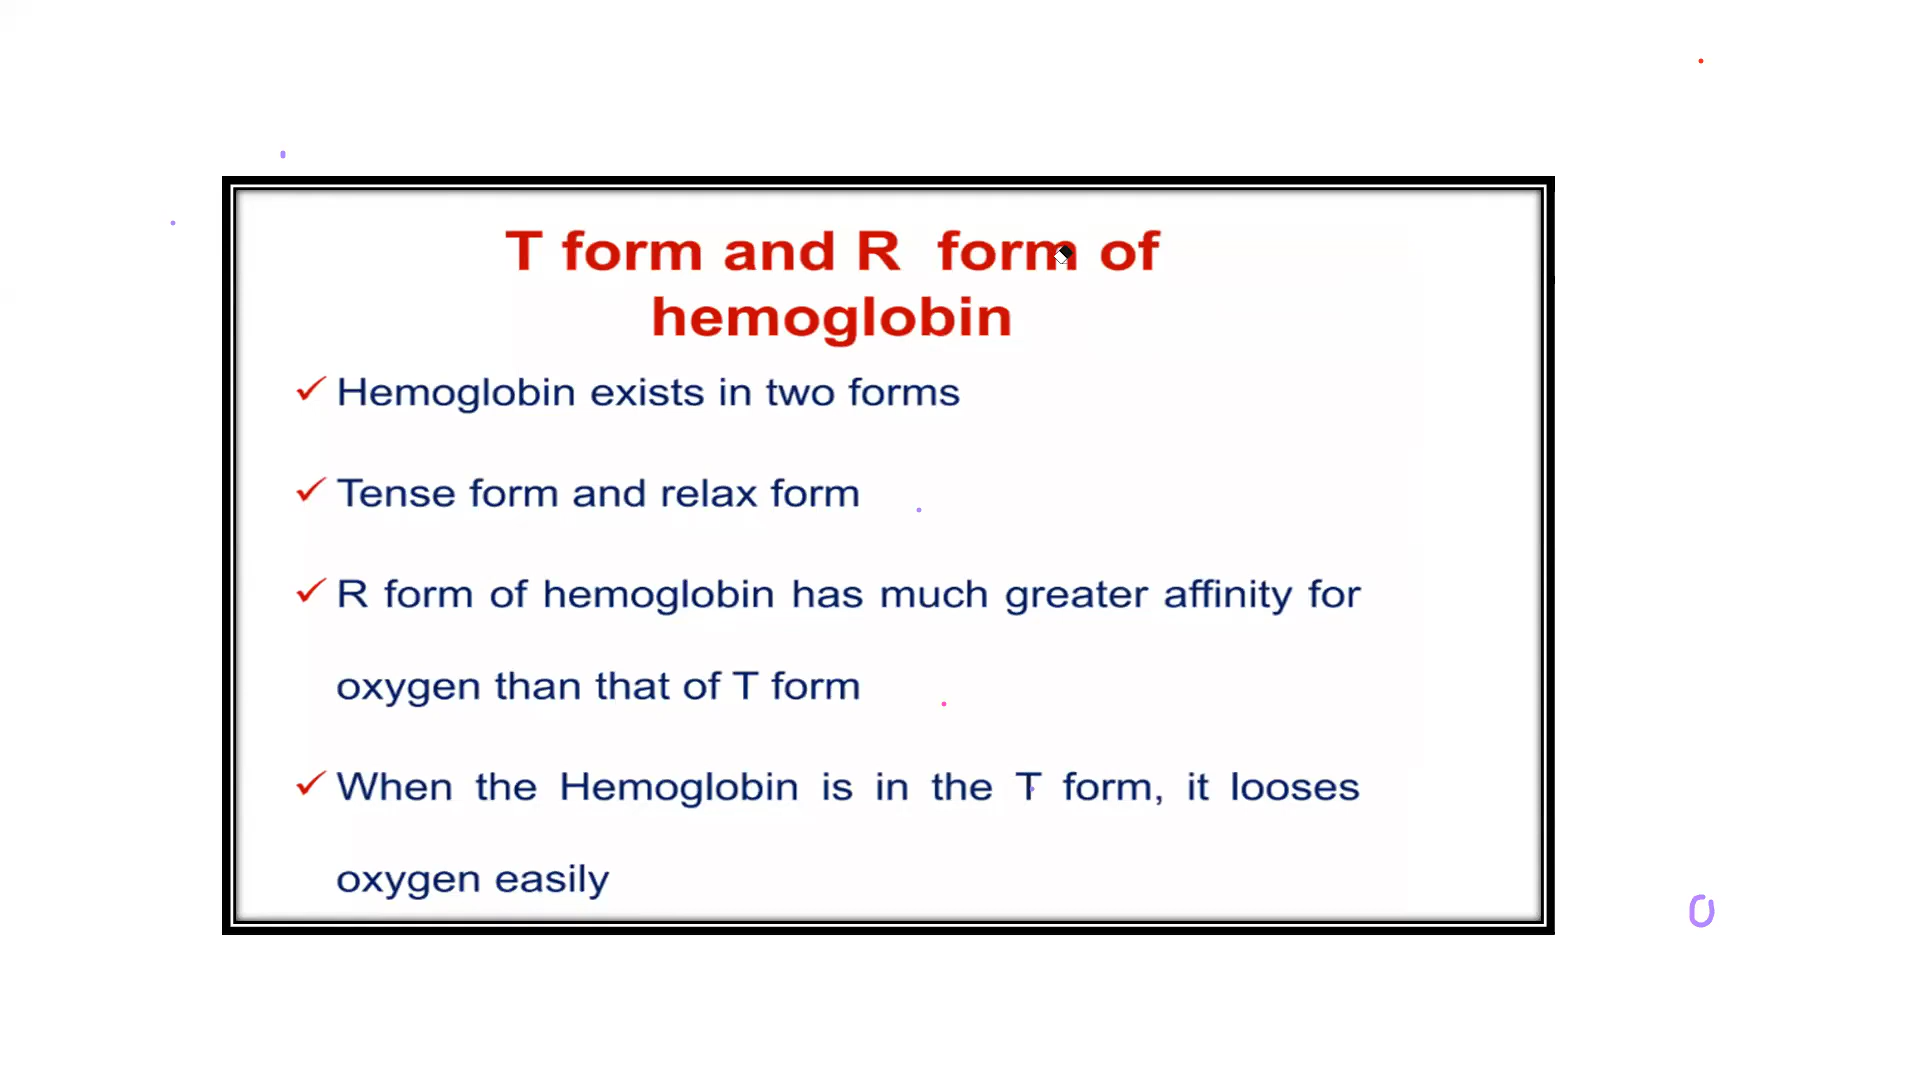 T form and R form of
hemoglobin
✓ Hemoglobin exists in two forms
✓ Tense form and relax form
✓ R form of hemoglobin has much greater affinity for
oxygen than that of T form
✓ When the Hemoglobin is in the T form, it looses
oxygen easily
0